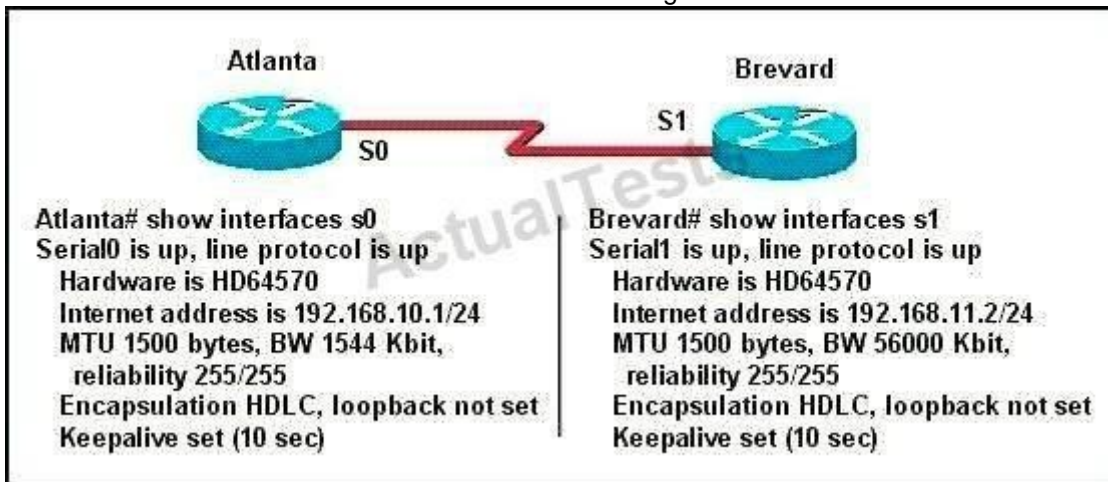 Atlanta
Brevard
S0
S1
ActualTests
Atlanta# show interfaces s0
Serial0 is up, line protocol is up
Hardware is HD64570
Internet address is 192.168.10.1/24
MTU 1500 bytes, BW 1544 Kbit,
reliability 255/255
Encapsulation HDLC, loopback not set
Keepalive set (10 sec)
Brevard# show interfaces s1
Serial1 is up, line protocol is up
Hardware is HD64570
Internet address is 192.168.11.2/24
MTU 1500 bytes, BW 56000 Kbit,
reliability 255/255
Encapsulation HDLC, loopback not set
Keepalive set (10 sec)